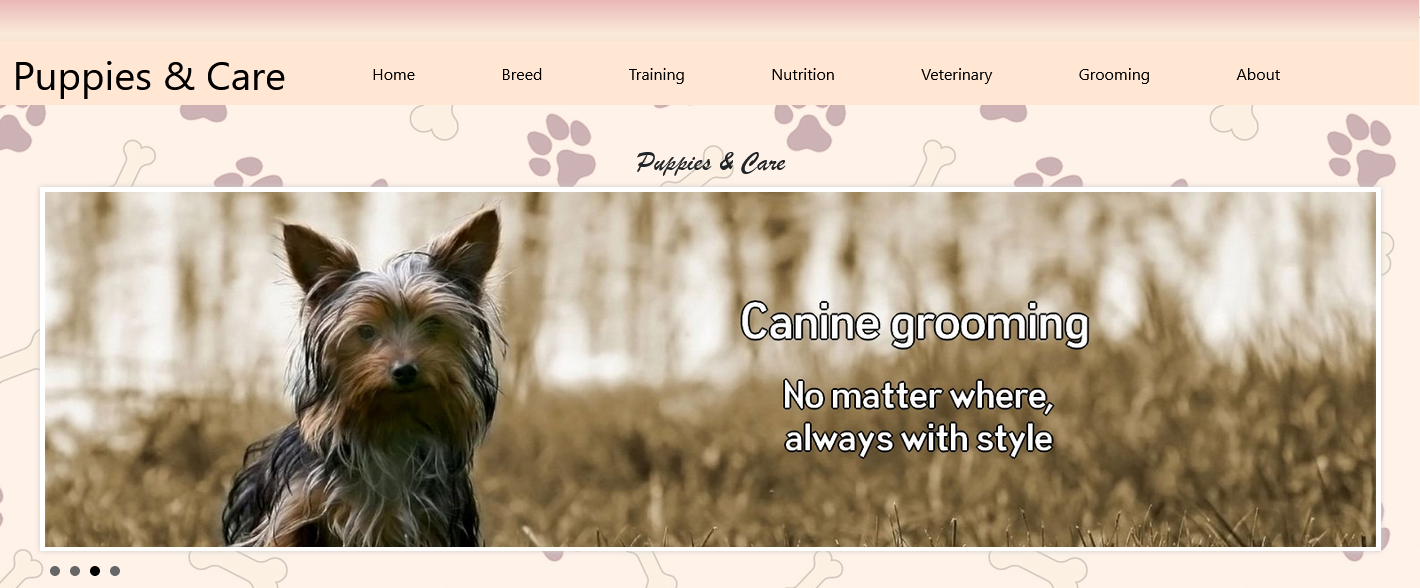 Puppies & Care
Home Breed Training Nutrition Veterinary Grooming About
Puppies & Care
Canine grooming
No matter where,
always with style